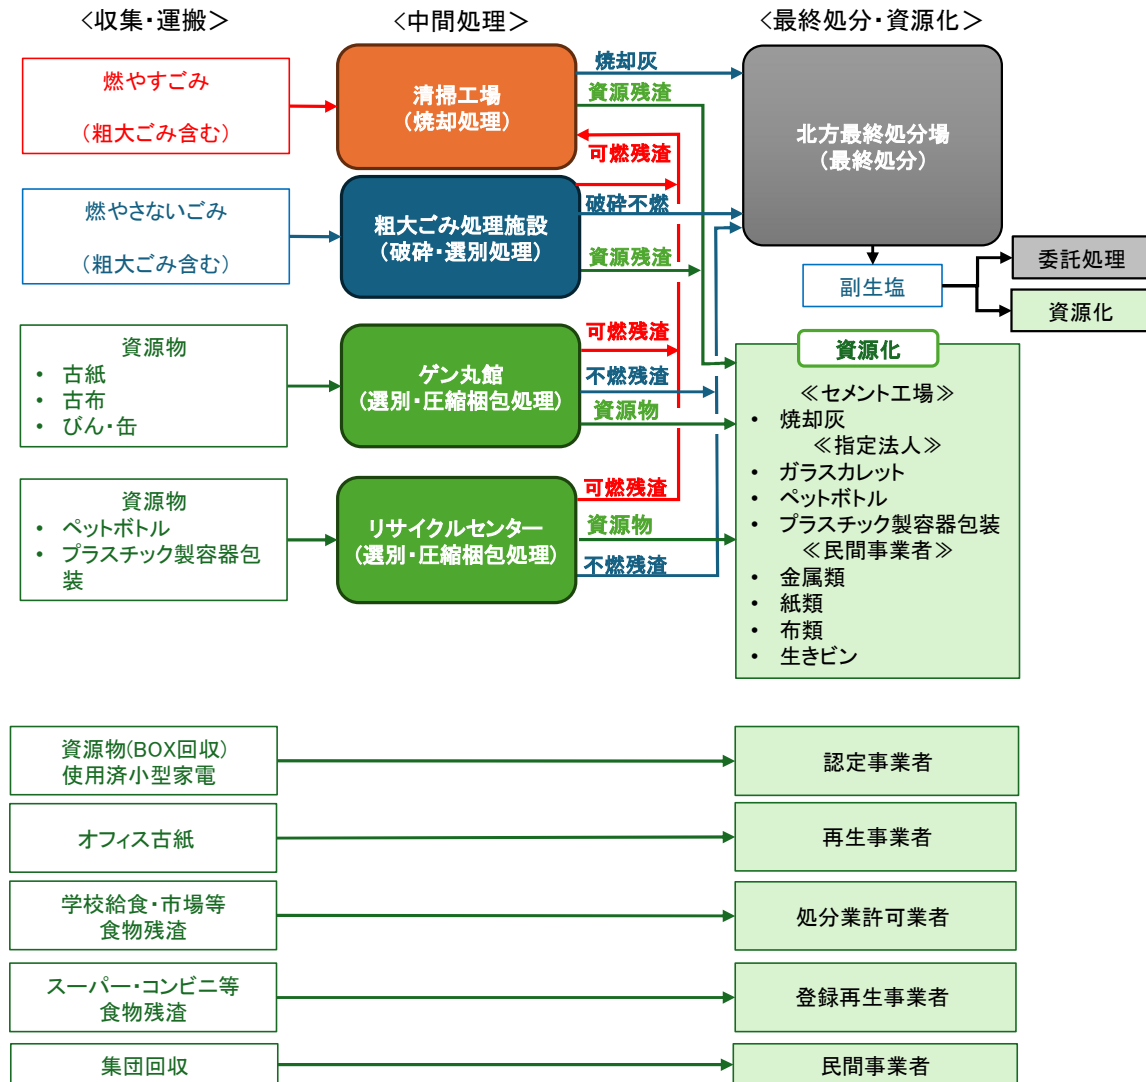 <収集・運搬>
<中間処理>
<最終処分・資源化>
燃やすごみ
(粗大ごみ含む)
清掃工場
(焼却処理)
焼却灰
資源残渣
可燃残渣
北方最終処分場
(最終処分)
燃やさないごみ
(粗大ごみ含む)
粗大ごみ処理施設
(破砕・選別処理)
破砕不燃
資源残渣
副生塩
委託処理
資源化
資源物
• 古紙
• 古布
• びん・缶
ゲン丸館
(選別・圧縮梱包処理)
可燃残渣
不燃残渣
資源物
資源物
• ペットボトル
• プラスチック製容器包
装
リサイクルセンター
(選別・圧縮梱包処理)
可燃残渣
資源物
不燃残渣
資源化
≪セメント工場≫
• 焼却灰
≪指定法人≫
• ガラスカレット
• ペットボトル
• プラスチック製容器包装
≪民間事業者≫
• 金属類
• 紙類
• 布類
• 生きビン
資源物(BOX回収)
使用済小型家電
認定事業者
オフィス古紙
再生事業者
学校給食・市場等
食物残渣
処分業許可業者
スーパー・コンビニ等
食物残渣
登録再生事業者
集団回収
民間事業者